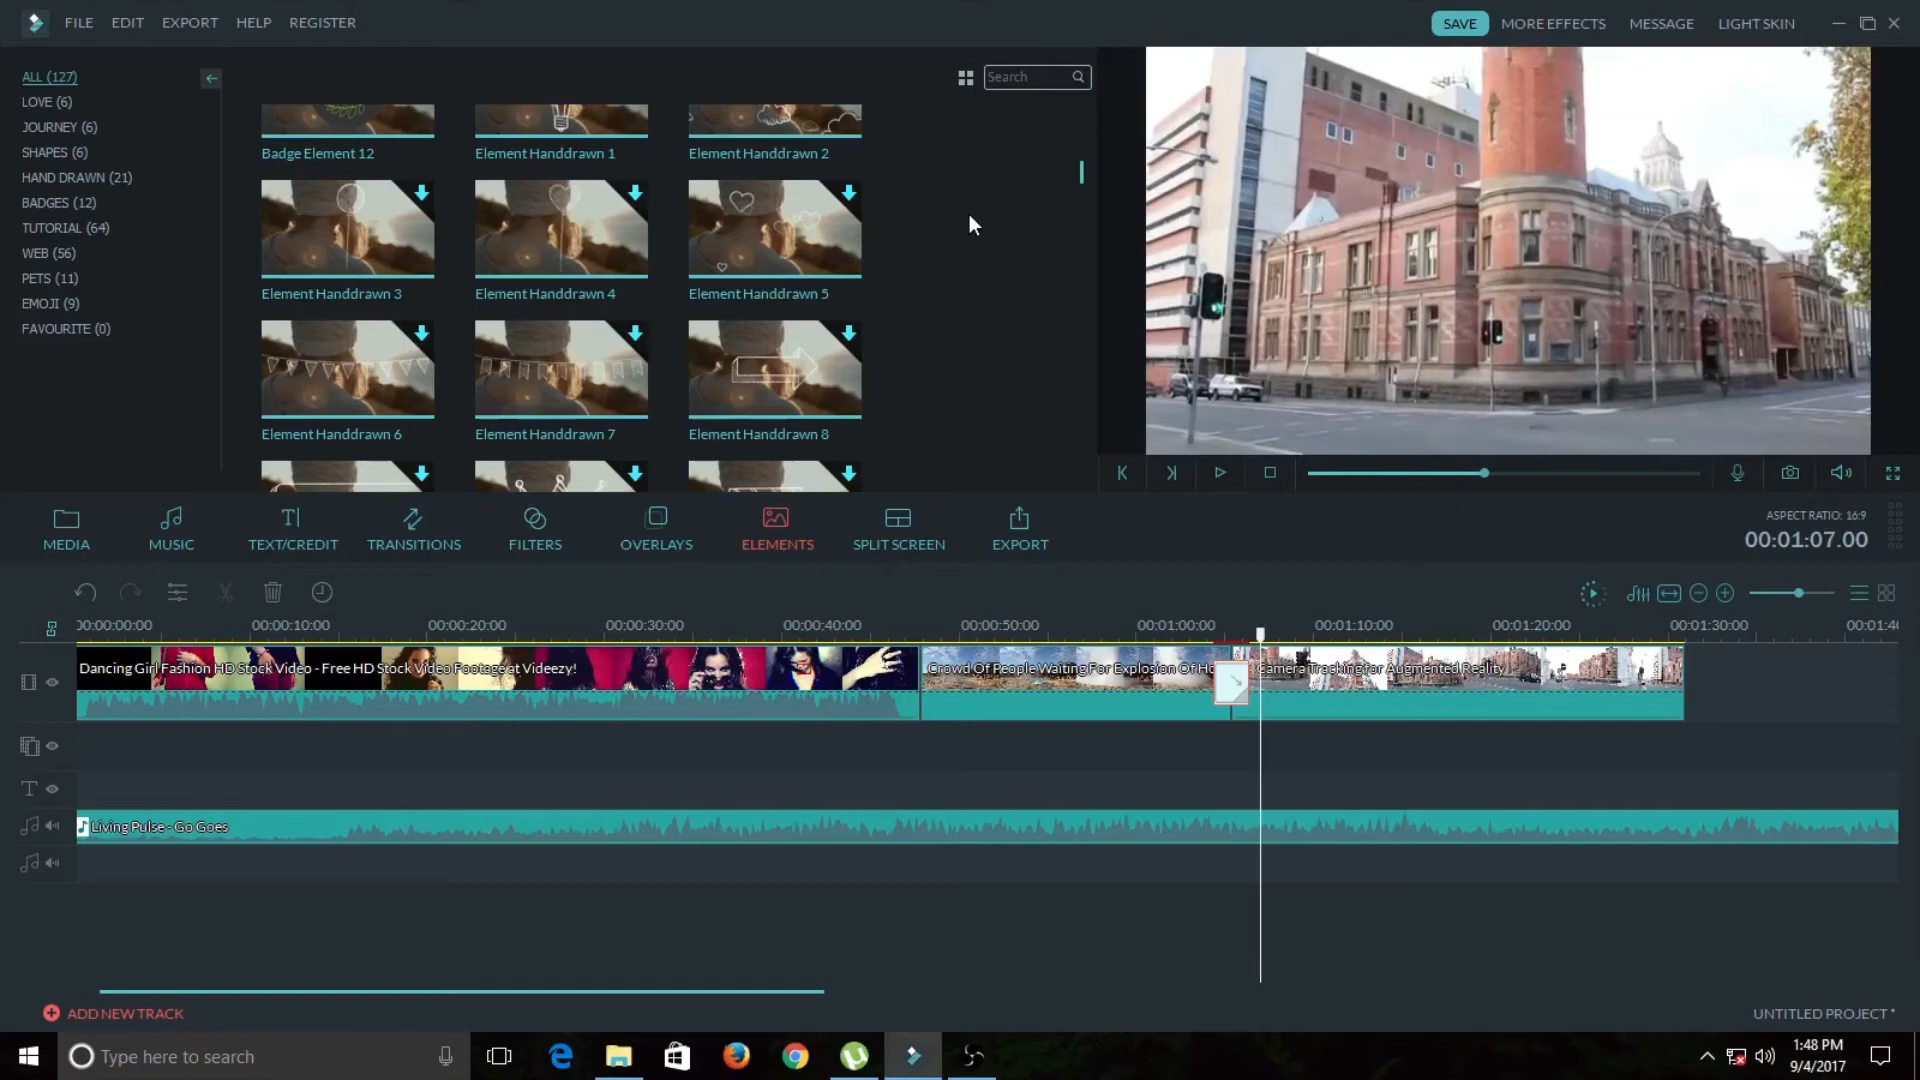 FILE EDIT EXPORT HELP REGISTER
SAVE MORE EFFECTS MESSAGE LIGHT SKIN
ALL (127)
LOVE (6)
JOURNEY (6)
SHAPES (6)
HAND DRAWN (21)
BADGES (12)
TUTORIAL (64)
WEB (56)
PETS (11)
EMOJI (9)
FAVOURITE (0)
Search
Badge Element 12 Element Handdrawn 1 Element Handdrawn 2
Element Handdrawn 3 Element Handdrawn 4 Element Handdrawn 5
Element Handdrawn 6 Element Handdrawn 7 Element Handdrawn 8
MEDIA MUSIC TEXT/CREDIT TRANSITIONS FILTERS OVERLAYS ELEMENTS SPLIT SCREEN EXPORT
ASPECT RATIO: 16:9
00:01:07.00
00:00:00:00 00:00:10:00 00:00:20:00 00:00:30:00 00:00:40:00 00:00:50:00 00:01:00:00 00:01:10:00 00:01:20:00 00:01:30:00 00:01:4
Dancing Girl Fashion HD Stock Video - Free HD Stock Video Footage at Videezy! Crowd Of People Waiting For Explosion Of Ho Camera Tracking for Augmented Reality
Living Pulse - Go Goes
ADD NEW TRACK
UNTITLED PROJECT *
Type here to search
1:48 PM
9/4/2017